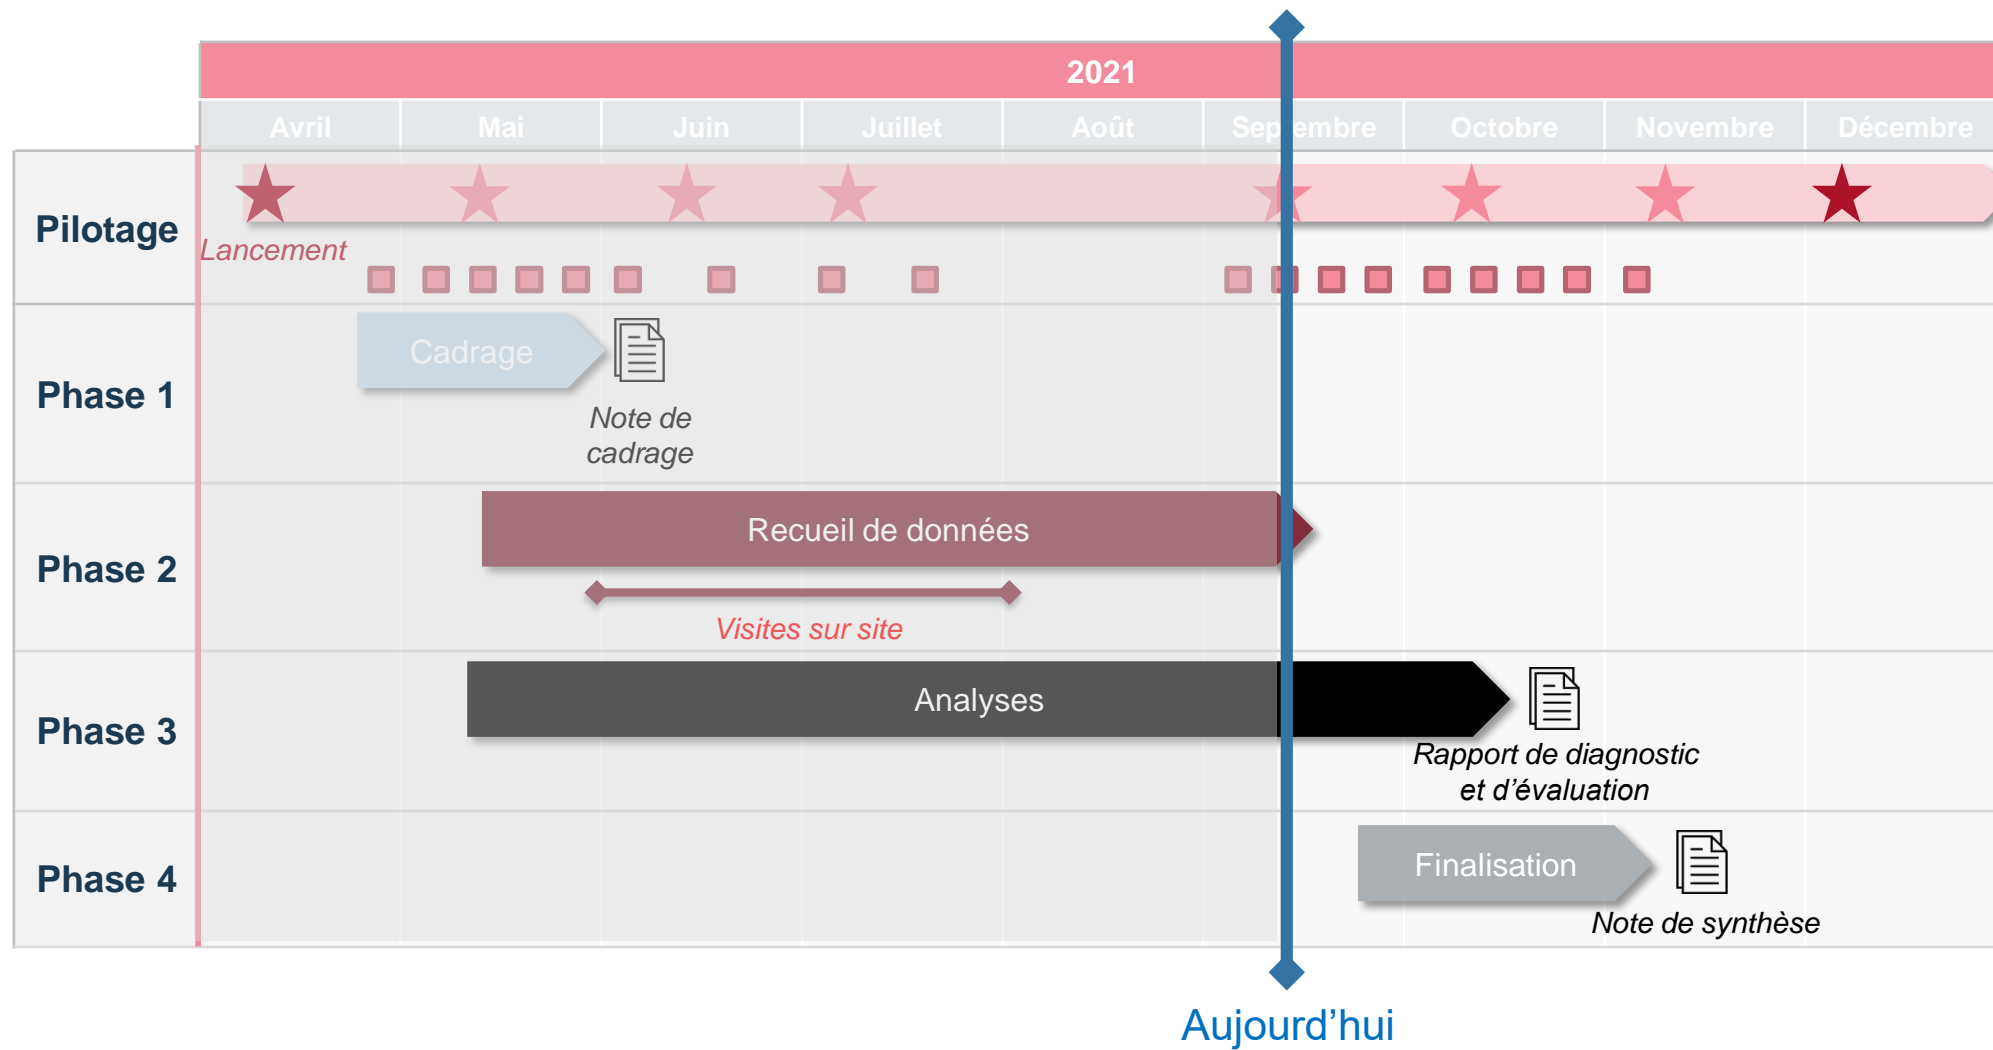 2021
Avril
Mai
Juin
Juillet
Août
Septembre
Octobre
Novembre
Décembre
Pilotage
Lancement
Phase 1
Cadrage
Note de
cadrage
Phase 2
Recueil de données
Visites sur site
Phase 3
Analyses
Rapport de diagnostic
et d’évaluation
Phase 4
Finalisation
Note de synthèse
Aujourd’hui